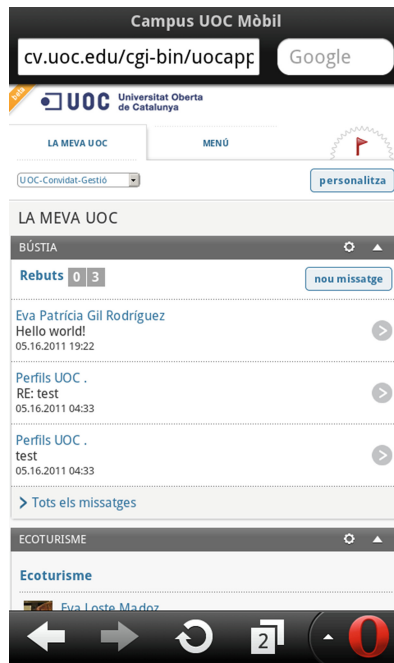 Campus UOC Mòbil
cv.uoc.edu/cgi-bin/uocapp
Google
beta
UOC Universitat Oberta
de Catalunya
LA MEVA UOC
MENÚ
UOC-Convidat-Gestió
personalitza
LA MEVA UOC
BÚSTIA
Rebuts 0 3
nou missatge
Eva Patrícia Gil Rodríguez
Hello world!
05.16.2011 19:22
Perfils UOC .
RE: test
05.16.2011 04:33
Perfils UOC .
test
05.16.2011 04:33
Tots els missatges
ECOTURISME
Ecoturisme
Eva Loste Madoz
2